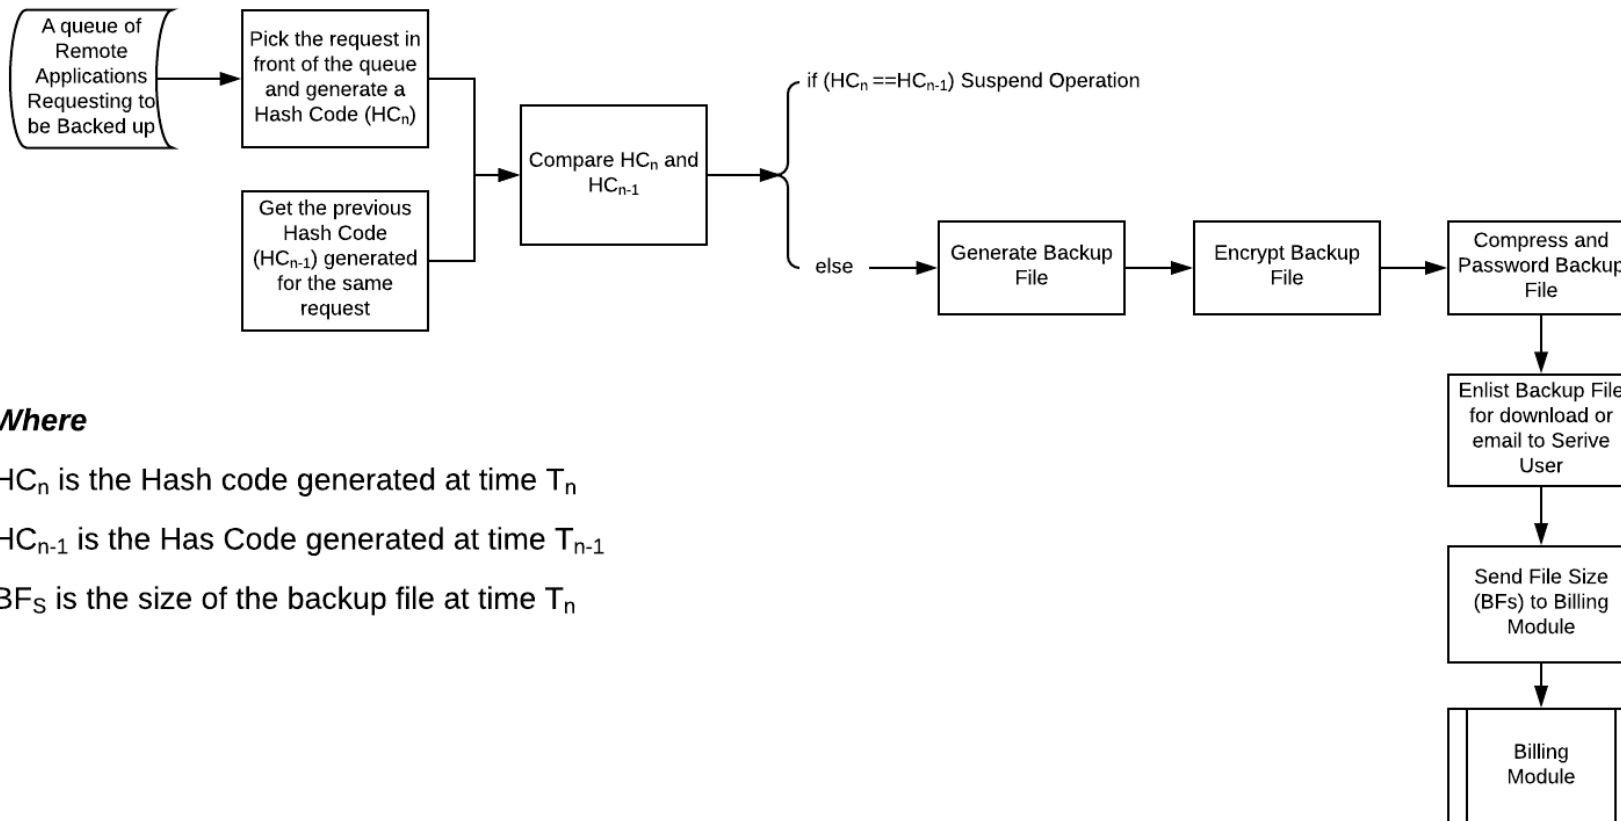 A queue of
Remote
Applications
Requesting to
be Backed up
Pick the request in
front of the queue
and generate a
Hash Code (HCn)
Get the previous
Hash Code
(HCn-1) generated
for the same
request
Compare HCn and
HCn-1
if (HCn ==HCn-1) Suspend Operation
else
Generate Backup
File
Encrypt Backup
File
Compress and
Password Backup
File
Enlist Backup File
for download or
email to Serive
User
Send File Size
(BFs) to Billing
Module
Billing
Module
Where
HCn is the Hash code generated at time Tn
HCn-1 is the Has Code generated at time Tn-1
BFS is the size of the backup file at time Tn